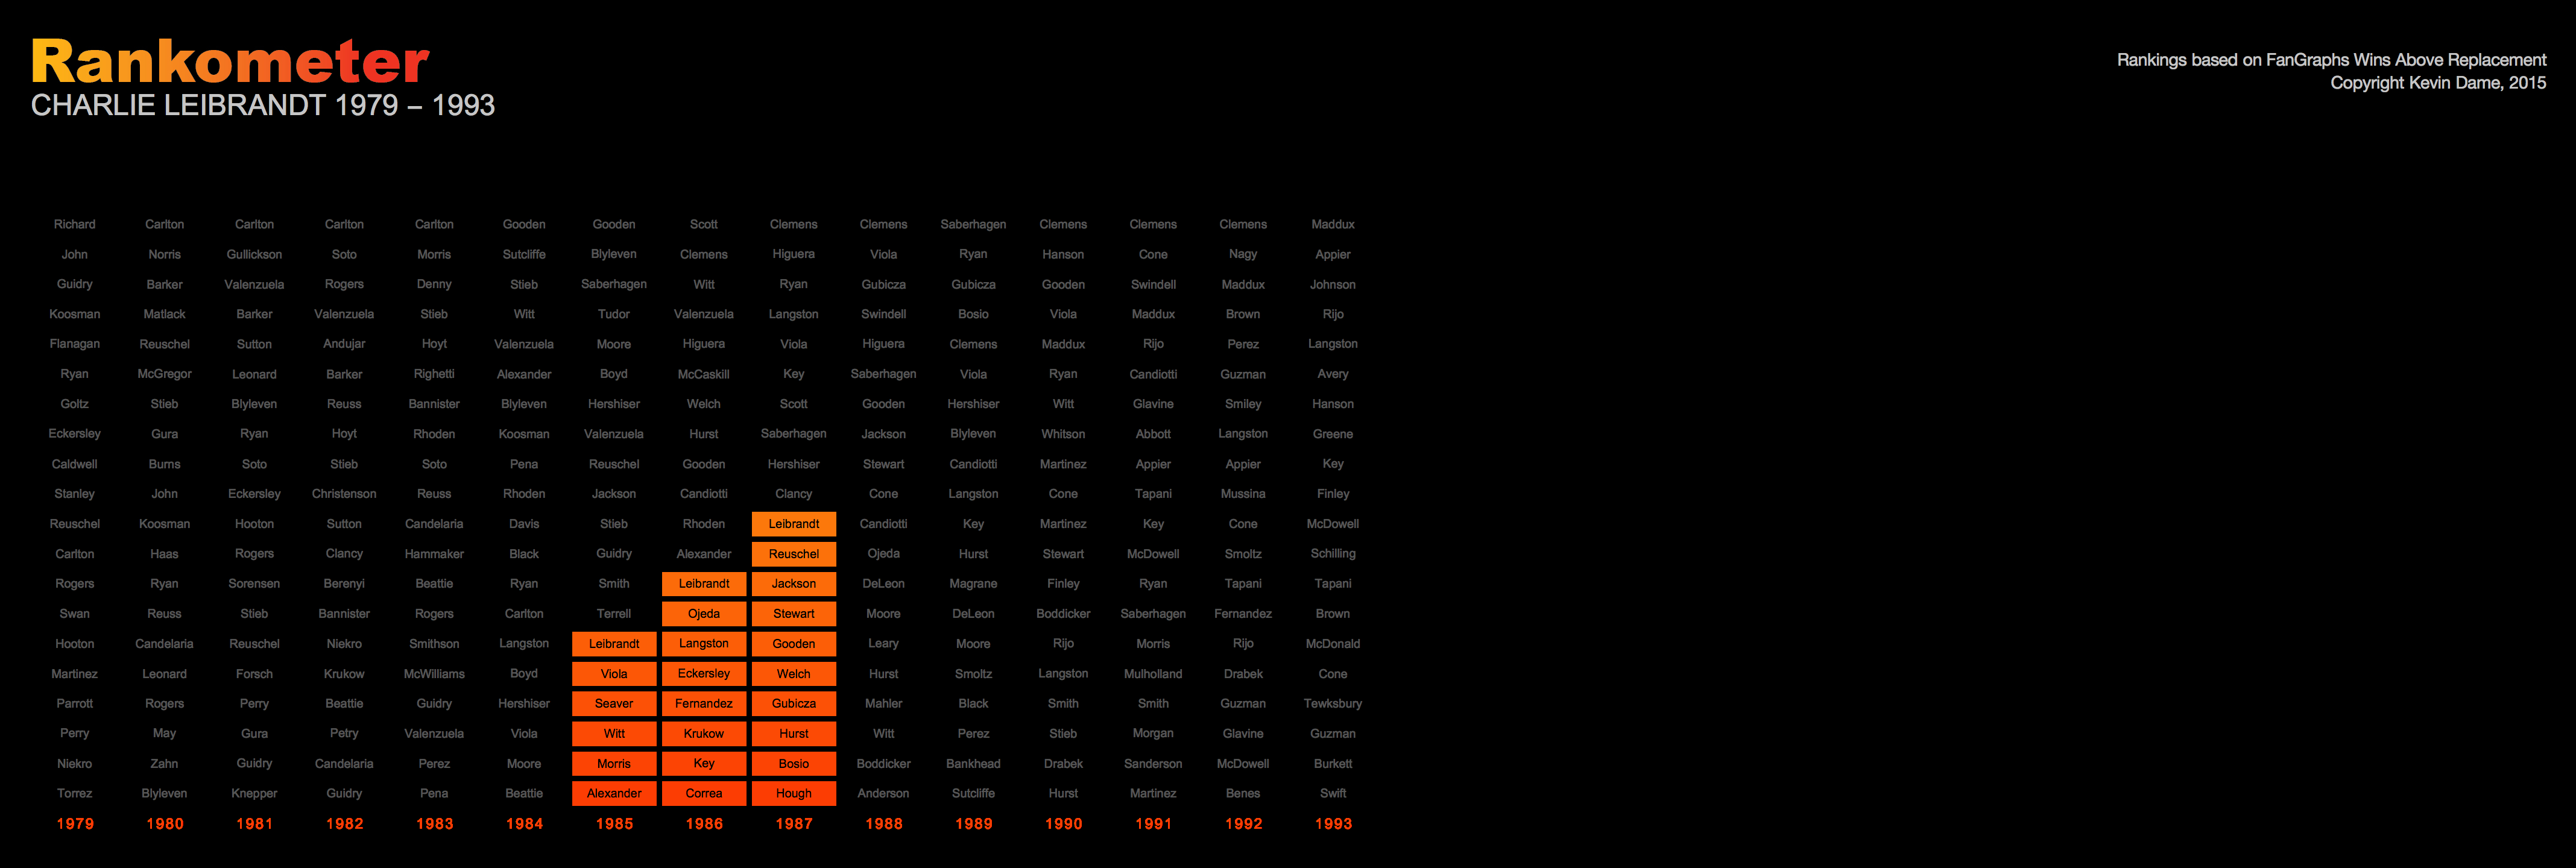 Rankometer
CHARLIE LEIBRANDT 1979 – 1993
Rankings based on FanGraphs Wins Above Replacement
Copyright Kevin Dame, 2015
Richard Carlton Carlton Carlton Carlton Gooden Gooden Scott Clemens Clemens Saberhagen Clemens Clemens Clemens Maddux
John Norris Gullickson Soto Morris Sutcliffe Blyleven Clemens Higuera Viola Ryan Hanson Cone Nagy Appier
Guidry Barker Valenzuela Rogers Denny Stieb Saberhagen Witt Ryan Gubicza Gubicza Gooden Swindell Maddux Johnson
Koosman Matlack Barker Valenzuela Stieb Witt Tudor Valenzuela Langston Swindell Bosio Viola Maddux Brown Rijo
Flanagan Reuschel Sutton Andujar Hoyt Valenzuela Moore Higuera Viola Higuera Clemens Maddux Rijo Perez Langston
Ryan McGregor Leonard Barker Righetti Alexander Boyd McCaskill Key Saberhagen Viola Ryan Candiotti Guzman Avery
Goltz Stieb Blyleven Reuss Bannister Blyleven Hershiser Welch Scott Gooden Hershiser Witt Glavine Smiley Hanson
Eckersley Gura Ryan Hoyt Rhoden Koosman Valenzuela Hurst Saberhagen Jackson Blyleven Whitson Abbott Langston Greene
Caldwell Burns Soto Stieb Soto Pena Reuschel Gooden Hershiser Stewart Candiotti Martinez Appier Appier Key
Stanley John Eckersley Christenson Reuss Rhoden Jackson Candiotti Clancy Cone Langston Cone Tapani Mussina Finley
Reuschel Koosman Hooton Sutton Candelaria Davis Stieb Rhoden Leibrandt Candiotti Key Martinez Key Cone McDowell
Carlton Haas Rogers Clancy Hammaker Black Guidry Alexander Reuschel Ojeda Hurst Stewart McDowell Smoltz Schilling
Rogers Ryan Sorensen Berenyi Beattie Ryan Smith Leibrandt Jackson DeLeon Magrane Finley Ryan Tapani Tapani
Swan Reuss Stieb Bannister Rogers Carlton Terrell Ojeda Stewart Moore DeLeon Boddicker Saberhagen Fernandez Brown
Hooton Candelaria Reuschel Niekro Smithson Langston Leibrandt Langston Gooden Leary Moore Rijo Morris Rijo McDonald
Martinez Leonard Forsch Krukow McWilliams Boyd Viola Eckersley Welch Hurst Smoltz Langston Mulholland Drabek Cone
Parrott Rogers Perry Beattie Guidry Hershiser Seaver Fernandez Gubicza Mahler Black Smith Smith Guzman Tewksbury
Perry May Gura Petry Valenzuela Viola Witt Krukow Hurst Witt Perez Stieb Morgan Glavine Guzman
Niekro Zahn Guidry Candelaria Perez Moore Morris Key Bosio Boddicker Bankhead Drabek Sanderson McDowell Burkett
Torrez Blyleven Knepper Guidry Pena Beattie Alexander Correa Hough Anderson Sutcliffe Hurst Martinez Benes Swift
1979 1980 1981 1982 1983 1984 1985 1986 1987 1988 1989 1990 1991 1992 1993